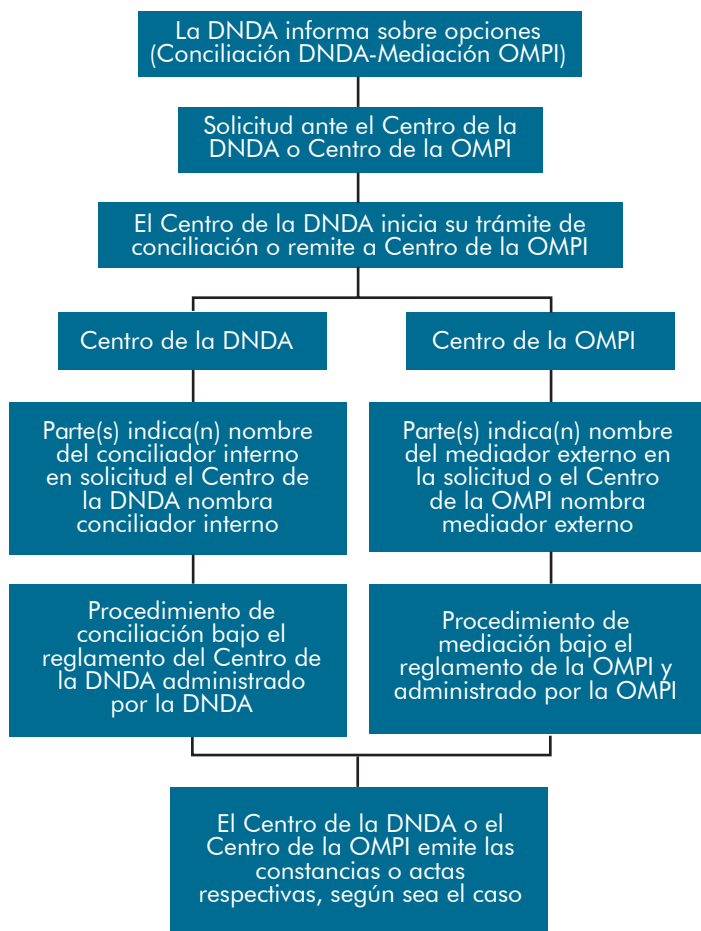 La DNDA informa sobre opciones
(Conciliación DNDA-Mediación OMPI)
Solicitud ante el Centro de la
DNDA o Centro de la OMPI
El Centro de la DNDA inicia su trámite de
conciliación o remite a Centro de la OMPI
Centro de la DNDA
Centro de la OMPI
Parte(s) indica(n) nombre
del conciliador interno
en solicitud el Centro de
la DNDA nombra
conciliador interno
Parte(s) indica(n) nombre
del mediador externo en
la solicitud o el Centro
de la OMPI nombra
mediador externo
Procedimiento de
conciliación bajo el
reglamento del Centro de
la DNDA administrado
por la DNDA
Procedimiento de
mediación bajo el
reglamento de la OMPI y
administrado por la OMPI
El Centro de la DNDA o el
Centro de la OMPI emite las
constancias o actas
respectivas, según sea el caso